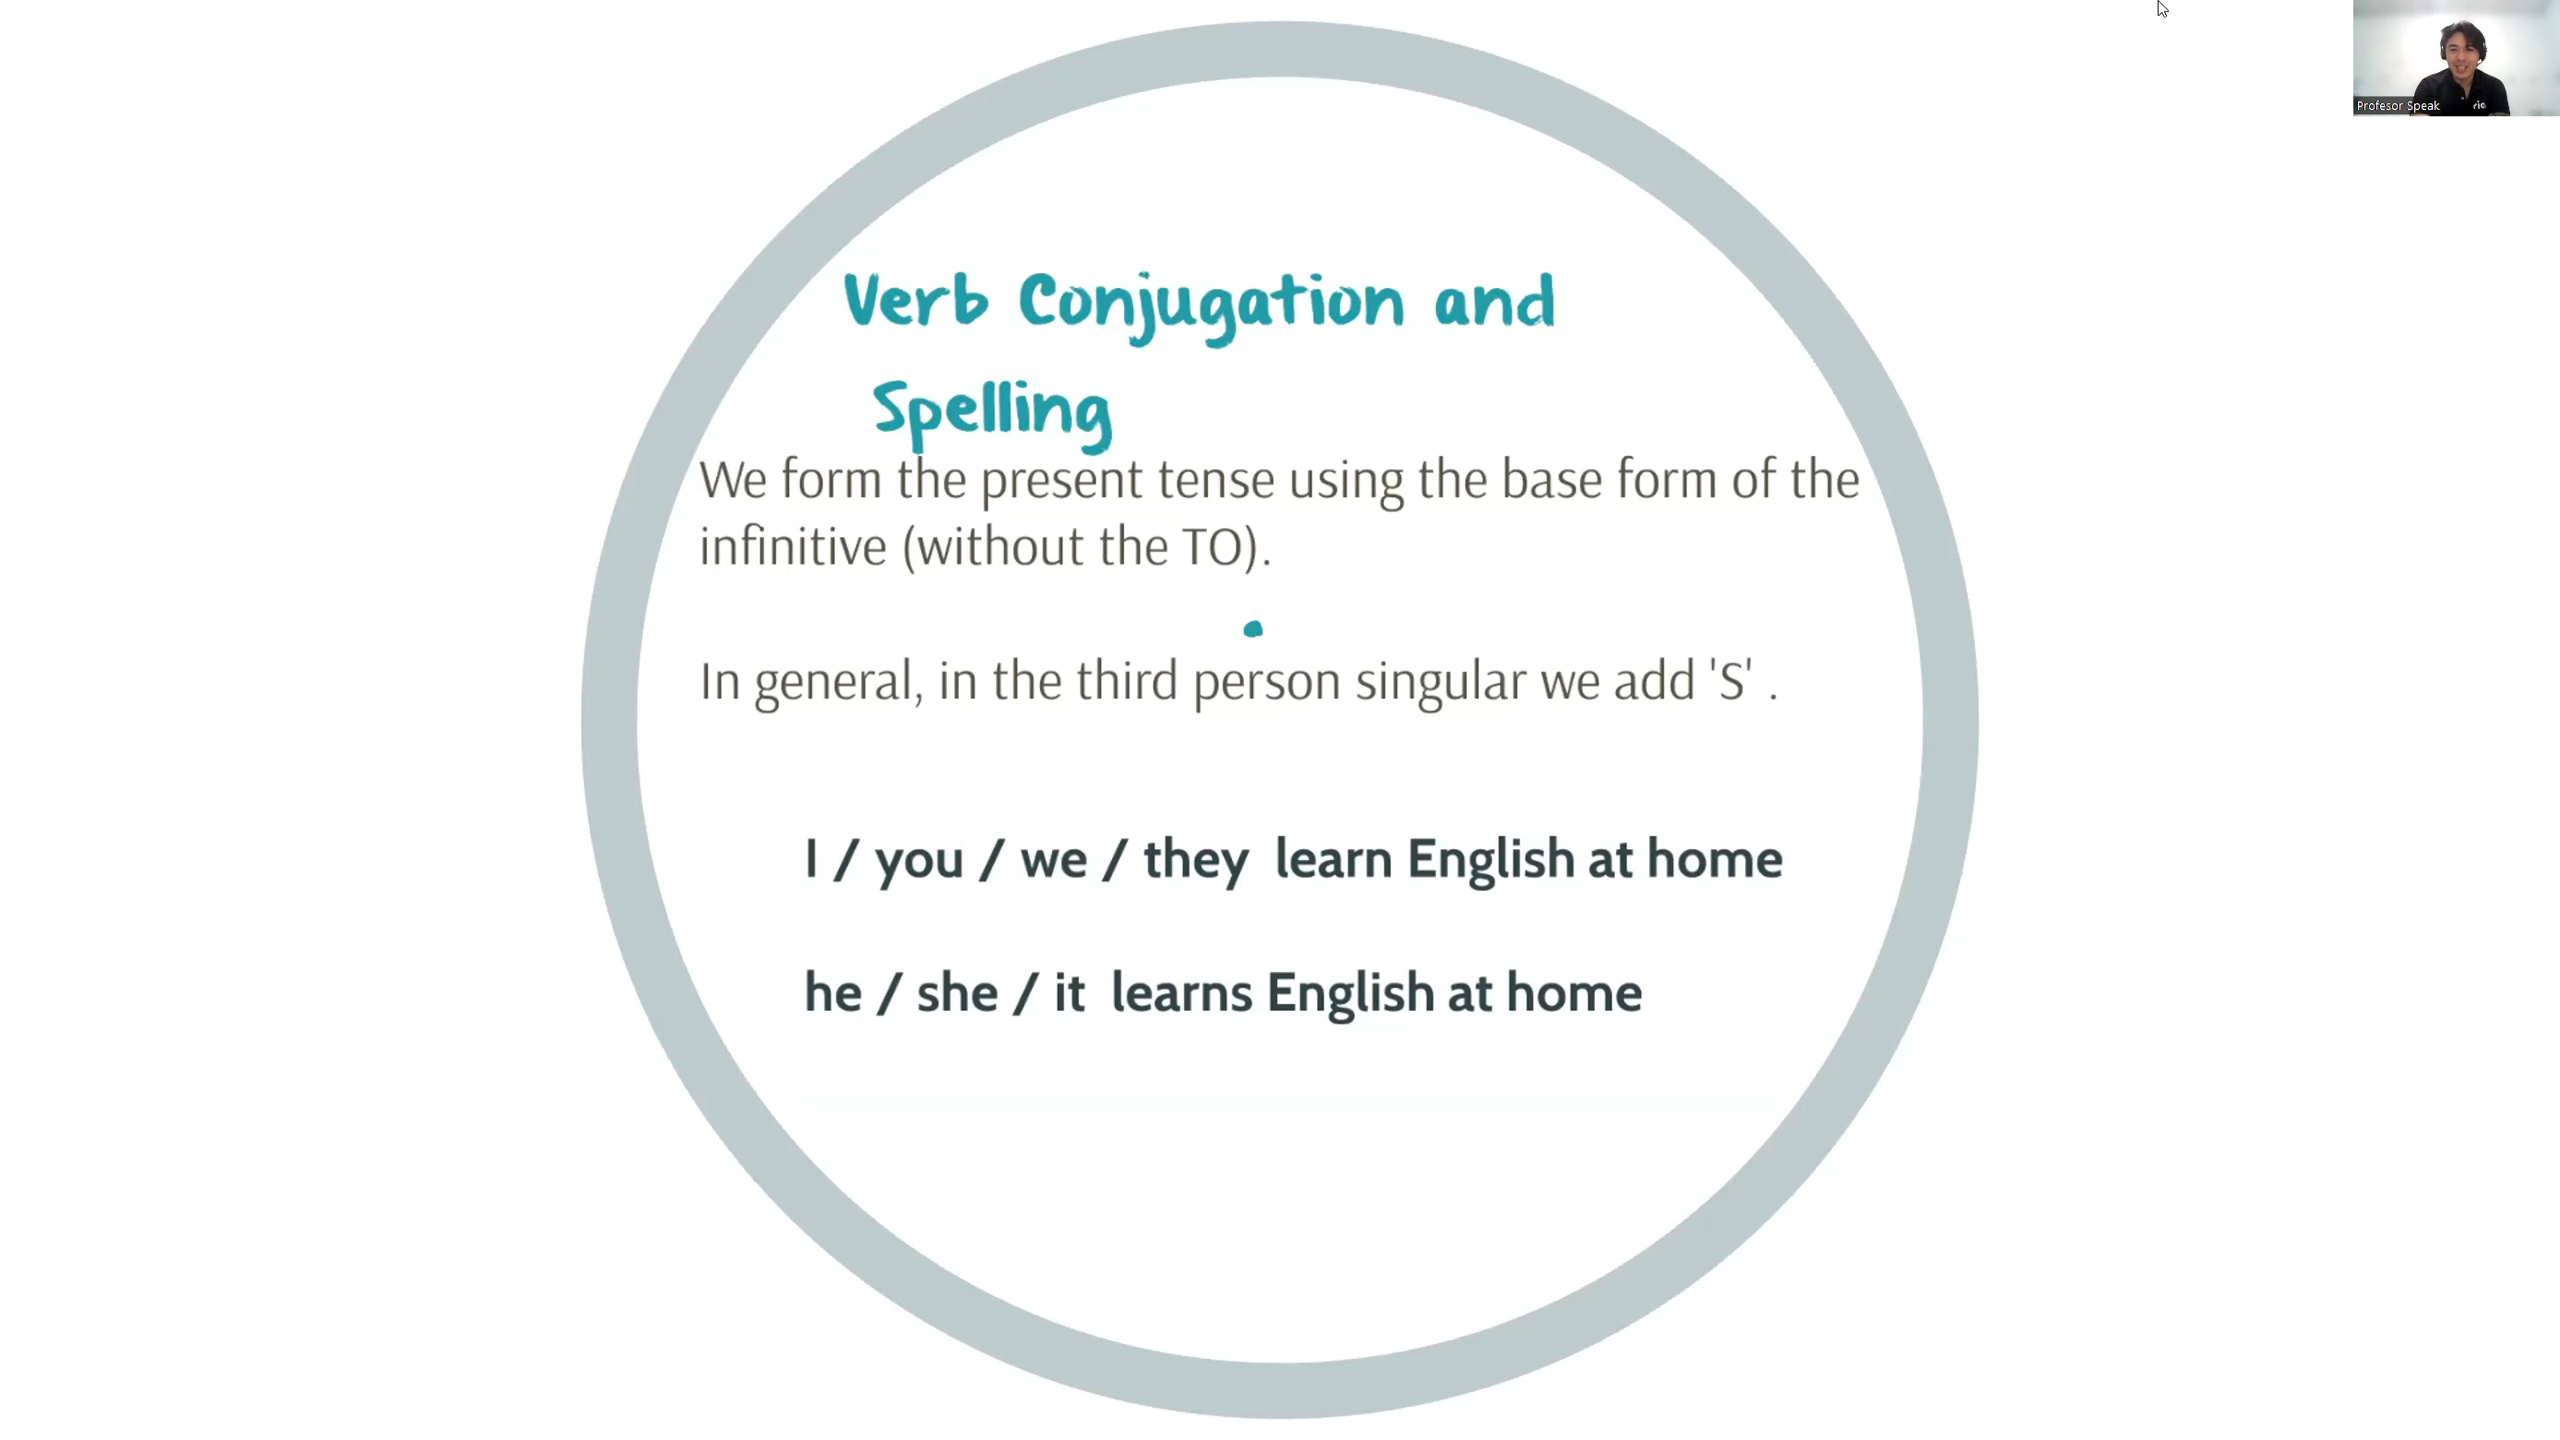 Verb Conjugation and
Spelling
We form the present tense using the base form of the
infinitive (without the TO).
In general, in the third person singular we add 'S' .
I / you / we / they learn English at home
he / she / it learns English at home
Profesor Speak
ric